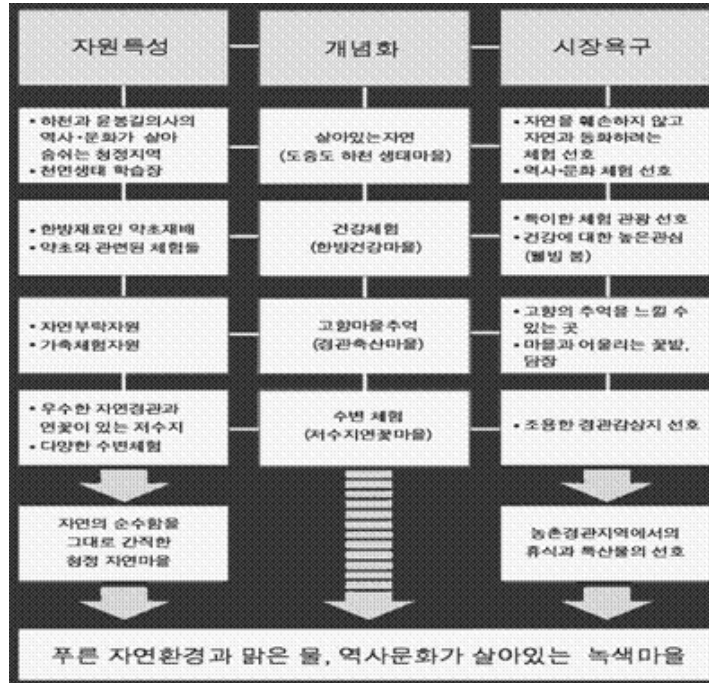 자원특성
개념화
시장욕구
• 하천과 윤봉길의사의
역사·문화가 살아
숨쉬는 청정지역
• 천연생태 학습장
살아있는자연
(도중도 하천 생태마을)
• 자연을 훼손하지 않고
자연과 동화하려는
체험 선호
• 역사·문화 체험 선호
• 한방재료인 약초재배
• 약초와 관련된 체험들
건강체험
(한방건강마을)
• 특이한 체험 관광 선호
• 건강에 대한 높은관심
(웰빙 붐)
• 자연부락자원
• 가축체험자원
고향마을추억
(경관축산마을)
• 고향의 추억을 느낄 수
있는 곳
• 마을과 어울리는 꽃밭,
담장
• 우수한 자연경관과
연꽃이 있는 저수지
• 다양한 수변체험
수변 체험
(저수지연꽃마을)
• 조용한 경관감상지 선호
자연의 순수함을
그대로 간직한
청정 자연마을
농촌경관지역에서의
휴식과 특산물의 선호
푸른 자연환경과 맑은 물, 역사문화가 살아있는 녹색마을